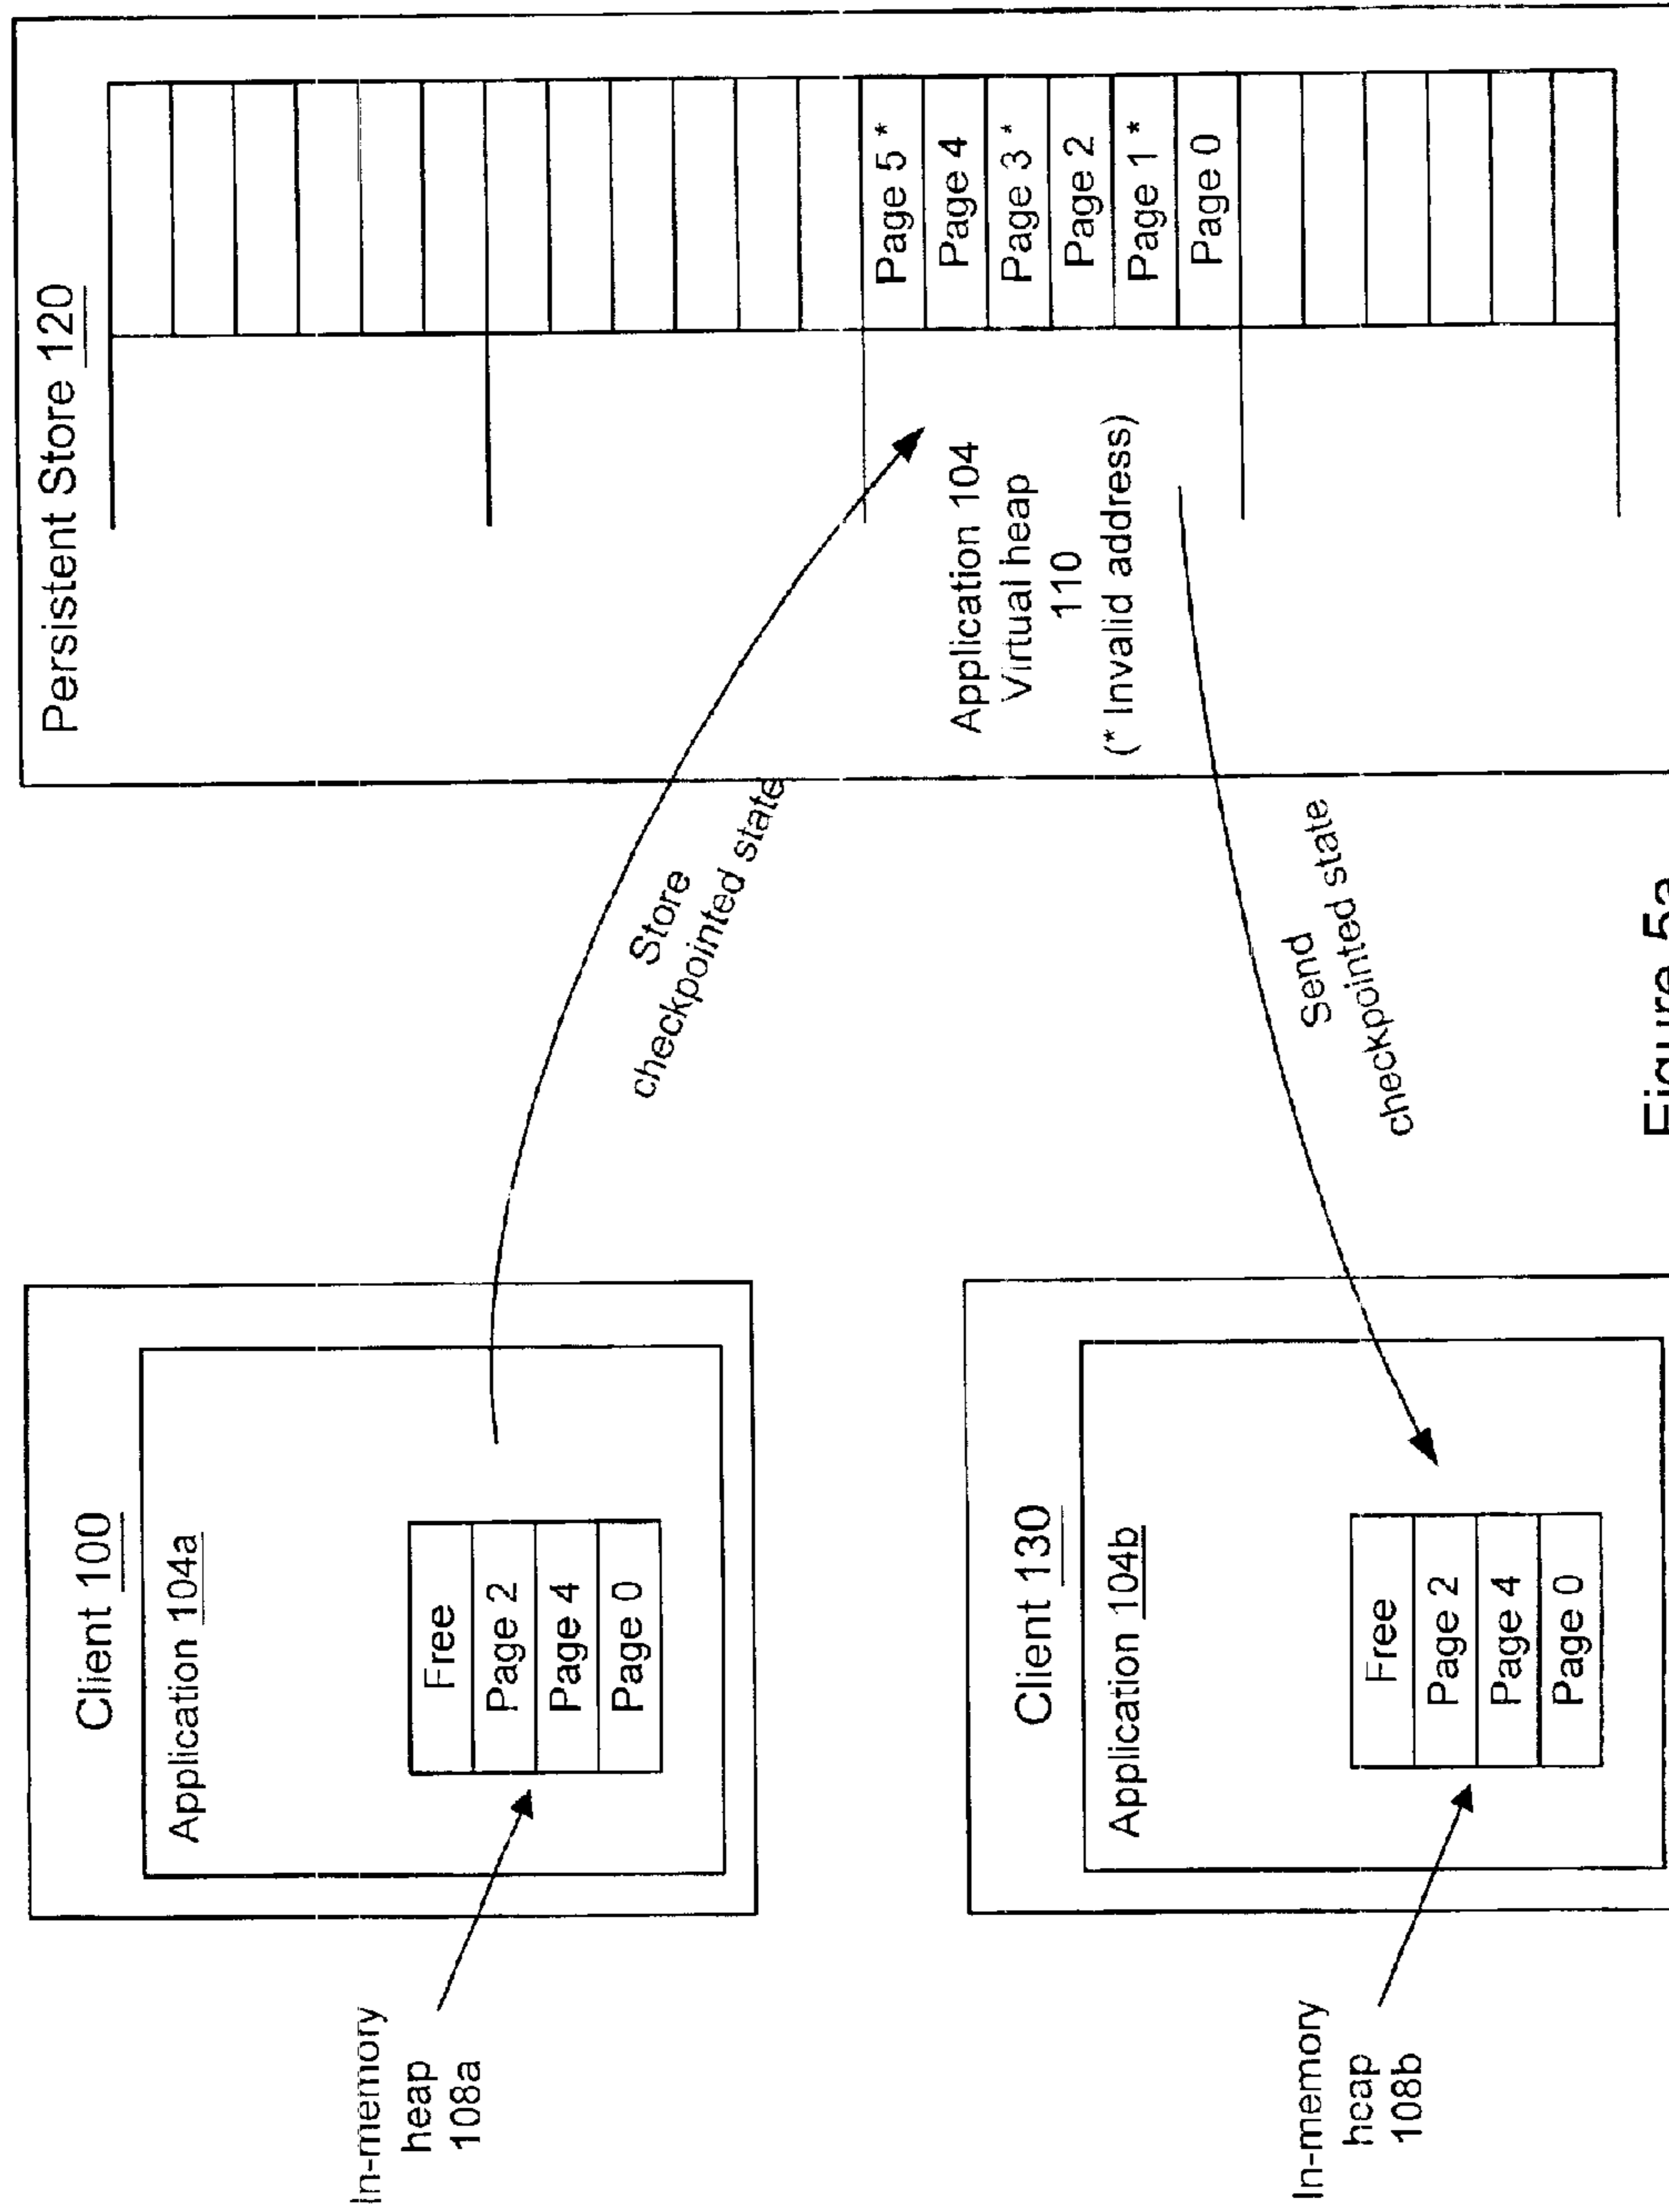 Client 100
Application 104a
Free
Page 2
Page 4
Page 0
In-memory
heap
108a
Store
checkpointed state
Persistent Store 120
Page 5 *
Page 4
Page 3 *
Page 2
Page 1 *
Page 0
Application 104
Virtual heap
110
(* Invalid address)
Client 130
Application 104b
Free
Page 2
Page 4
Page 0
In-memory
heap
108b
Send
checkpointed state
Figure 5a